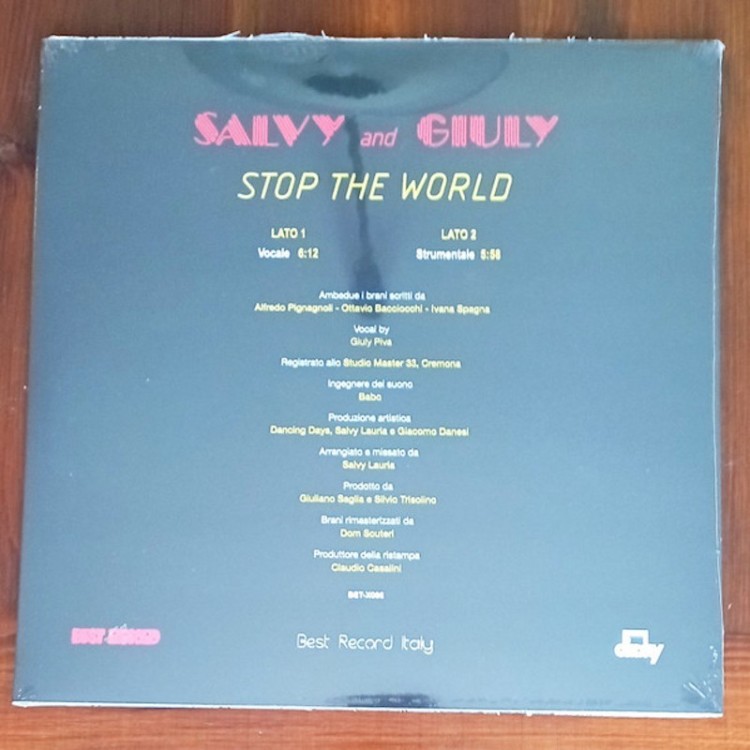 SALVY and GIULY
STOP THE WORLD
LATO 1
Vocale 6:12
LATO 2
Strumentale 5:56
Ambedue i brani scritti da
Alfredo Pignagnoli - Ottavio Bacciocchi - Ivana Spagna
Vocal by
Giuly Piva
Registrato allo Studio Master 33, Cremona
Ingegnere del suono
Babo
Produzione artistica
Dancing Days, Salvy Lauria e Giacomo Danesi
Arrangiato e missato da
Salvy Lauria
Prodotto da
Giuliano Saglia e Silvio Trisolino
Brani rimasterizzati da
Dom Scuteri
Produttore della ristampa
Claudio Casalini
BEST RECORD
Best Record Italy